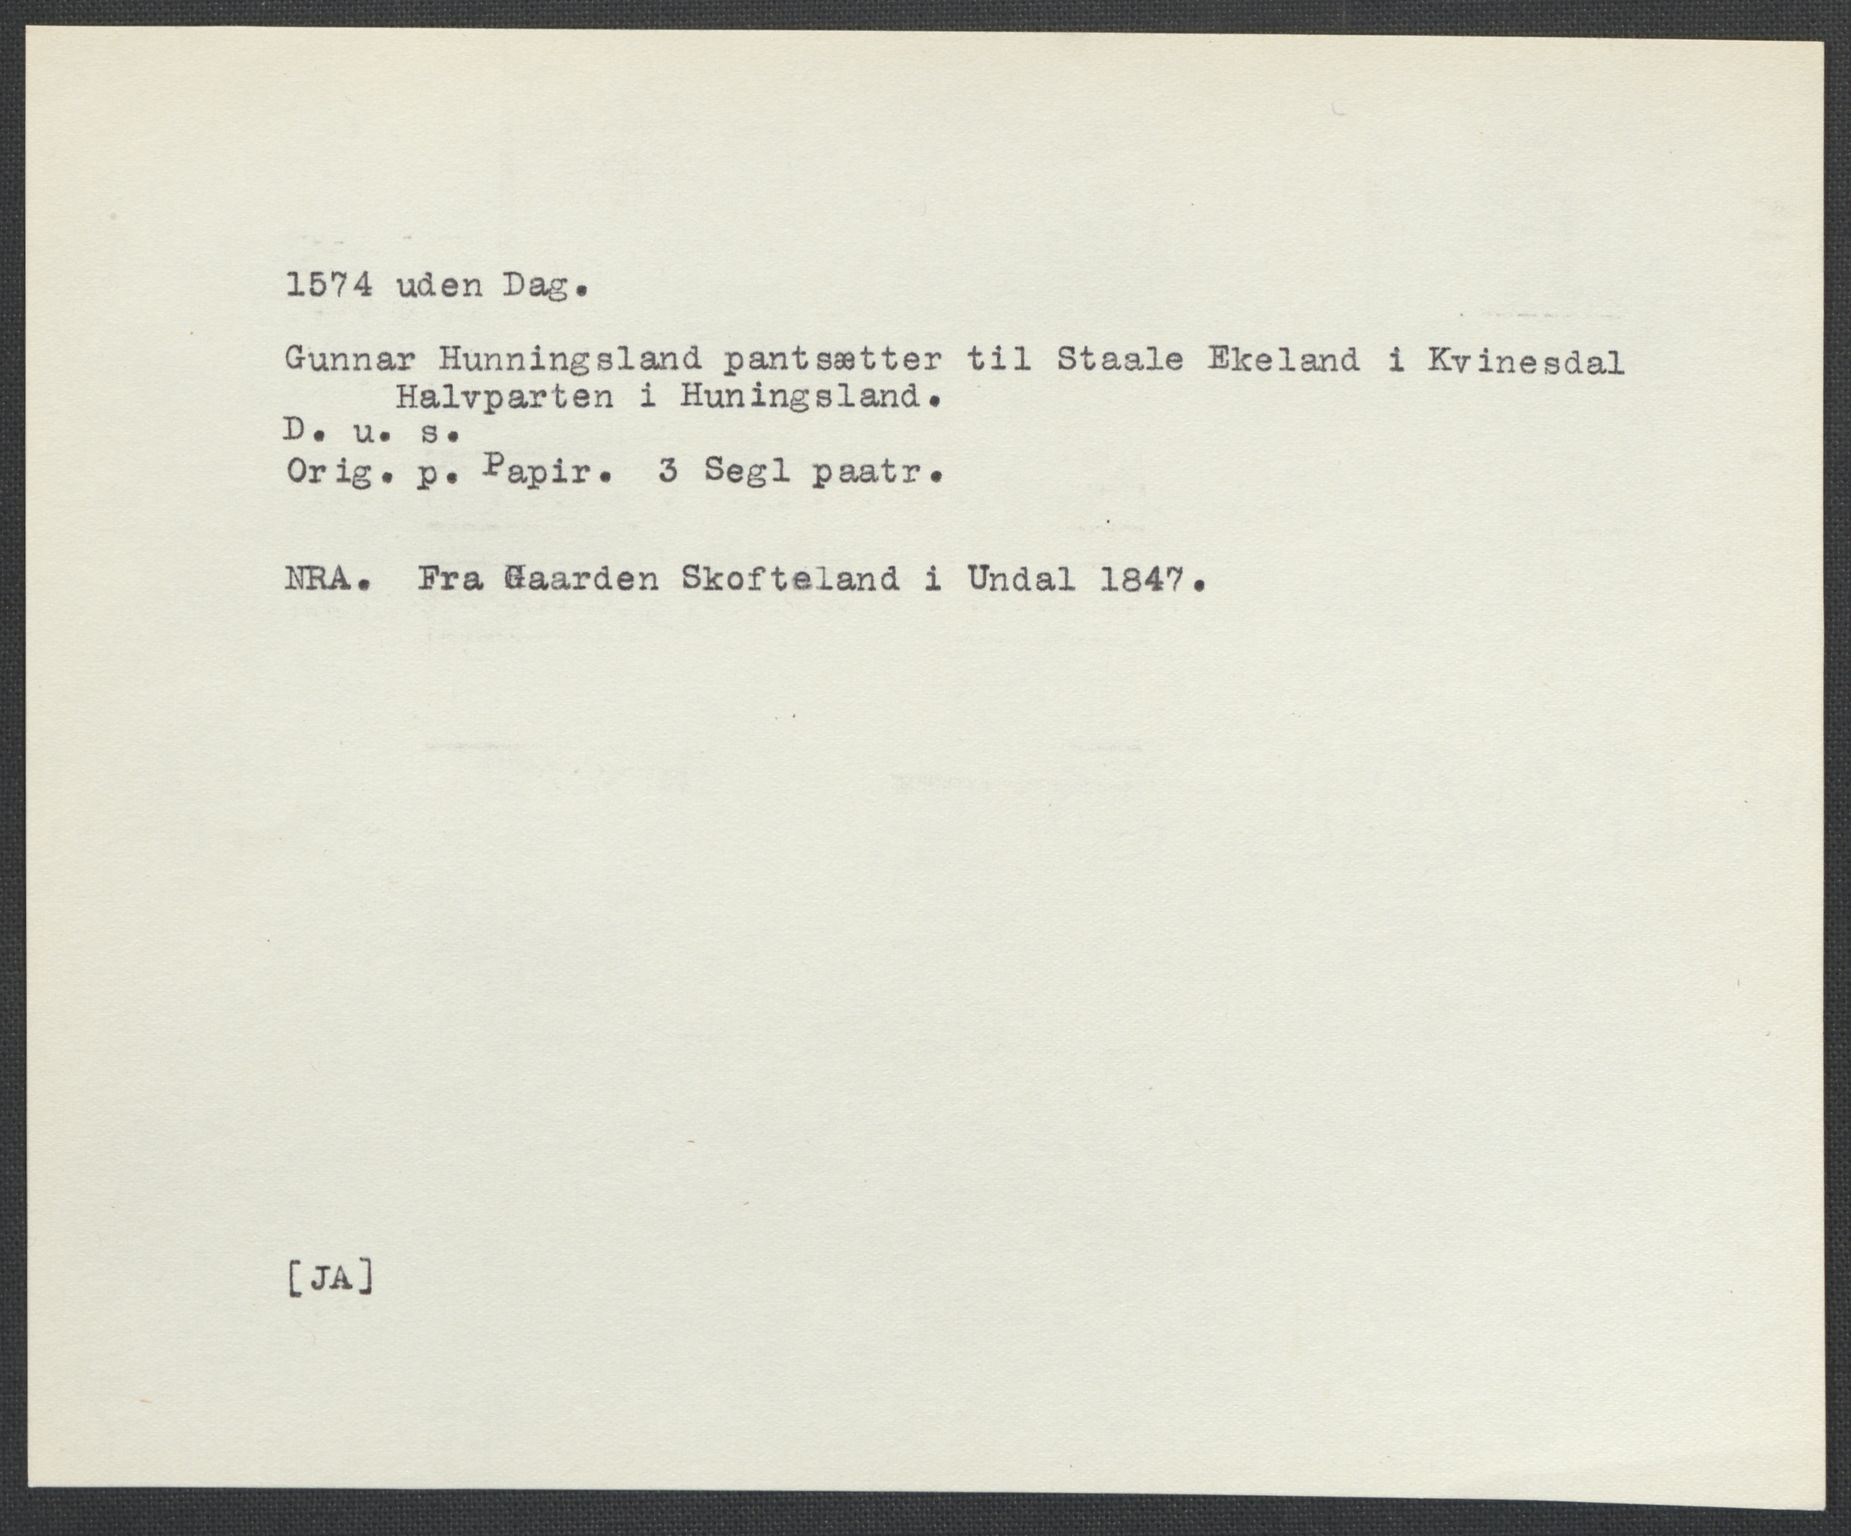 1574 uden Dag.
Gunnar Hunningsland pantsætter til Staale Ekeland i Kvinesdal
Halvparten i Huningsland.
D. u. s.
Orig. p. Papir. 3 Segl paatr.
NRA. Fra Gaarden Skofteland i Undal 1847.
[JA]